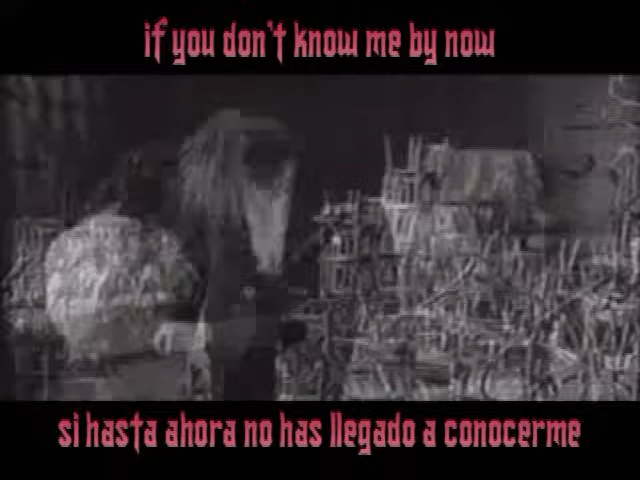 if you don't know me by now
si hasta ahora no has llegado a conocerme